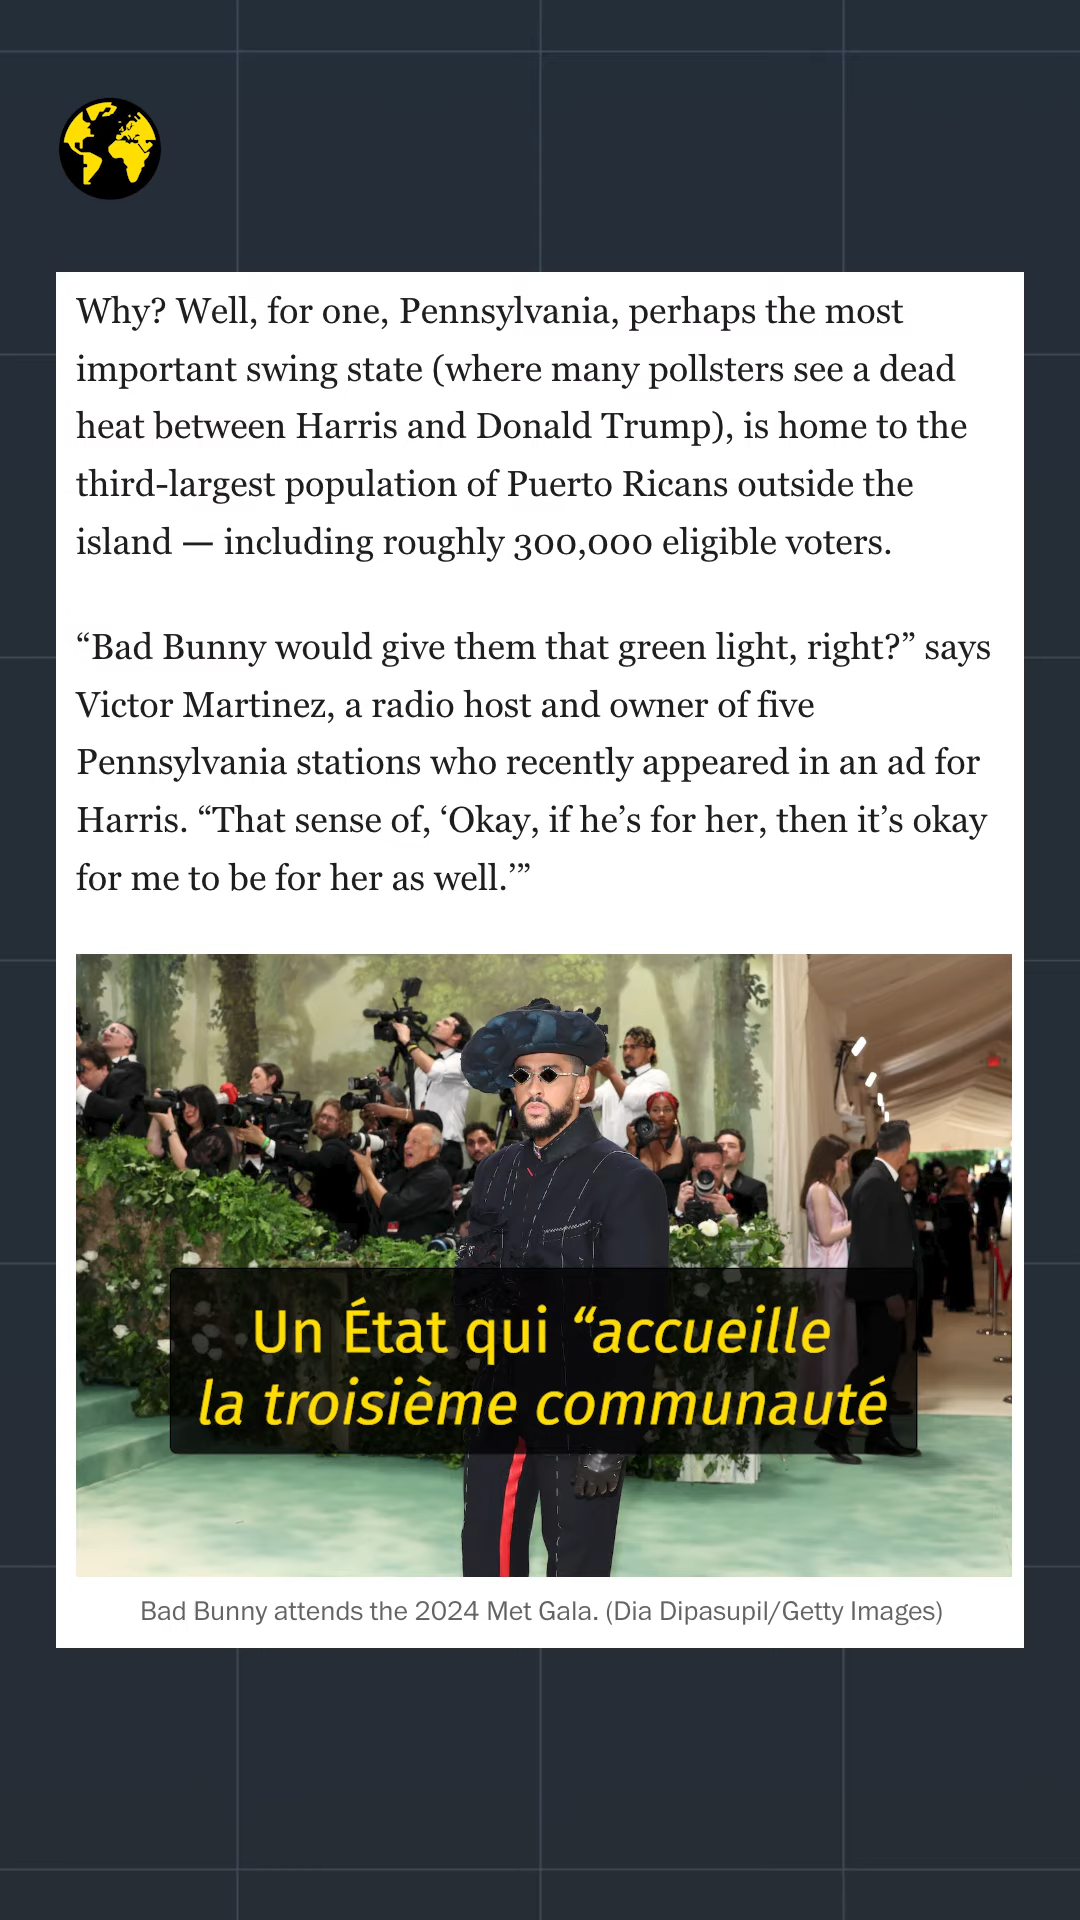 Why? Well, for one, Pennsylvania, perhaps the most
important swing state (where many pollsters see a dead
heat between Harris and Donald Trump), is home to the
third-largest population of Puerto Ricans outside the
island — including roughly 300,000 eligible voters.
“Bad Bunny would give them that green light, right?” says
Victor Martinez, a radio host and owner of five
Pennsylvania stations who recently appeared in an ad for
Harris. “That sense of, ‘Okay, if he’s for her, then it’s okay
for me to be for her as well.’”
Un État qui “accueille
la troisième communauté
Bad Bunny attends the 2024 Met Gala. (Dia Dipasupil/Getty Images)